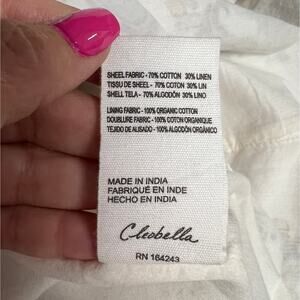 SHEEL FABRIC - 70% COTTON 30% LINEN
TISSU DE SHEEL - 70% COTON 30% LIN
SHELL TELA - 70% ALGODÓN 30% LINO
LINING FABRIC - 100% ORGANIC COTTON
DOUBLURE FABRIC - 100% COTON ORGANIQUE
TEJIDO DE ALISADO - 100% ALGODÓN ORGÁNICO
MADE IN INDIA
FABRIQUÉ EN INDE
HECHO EN INDIA
Cleobella
RN 164243